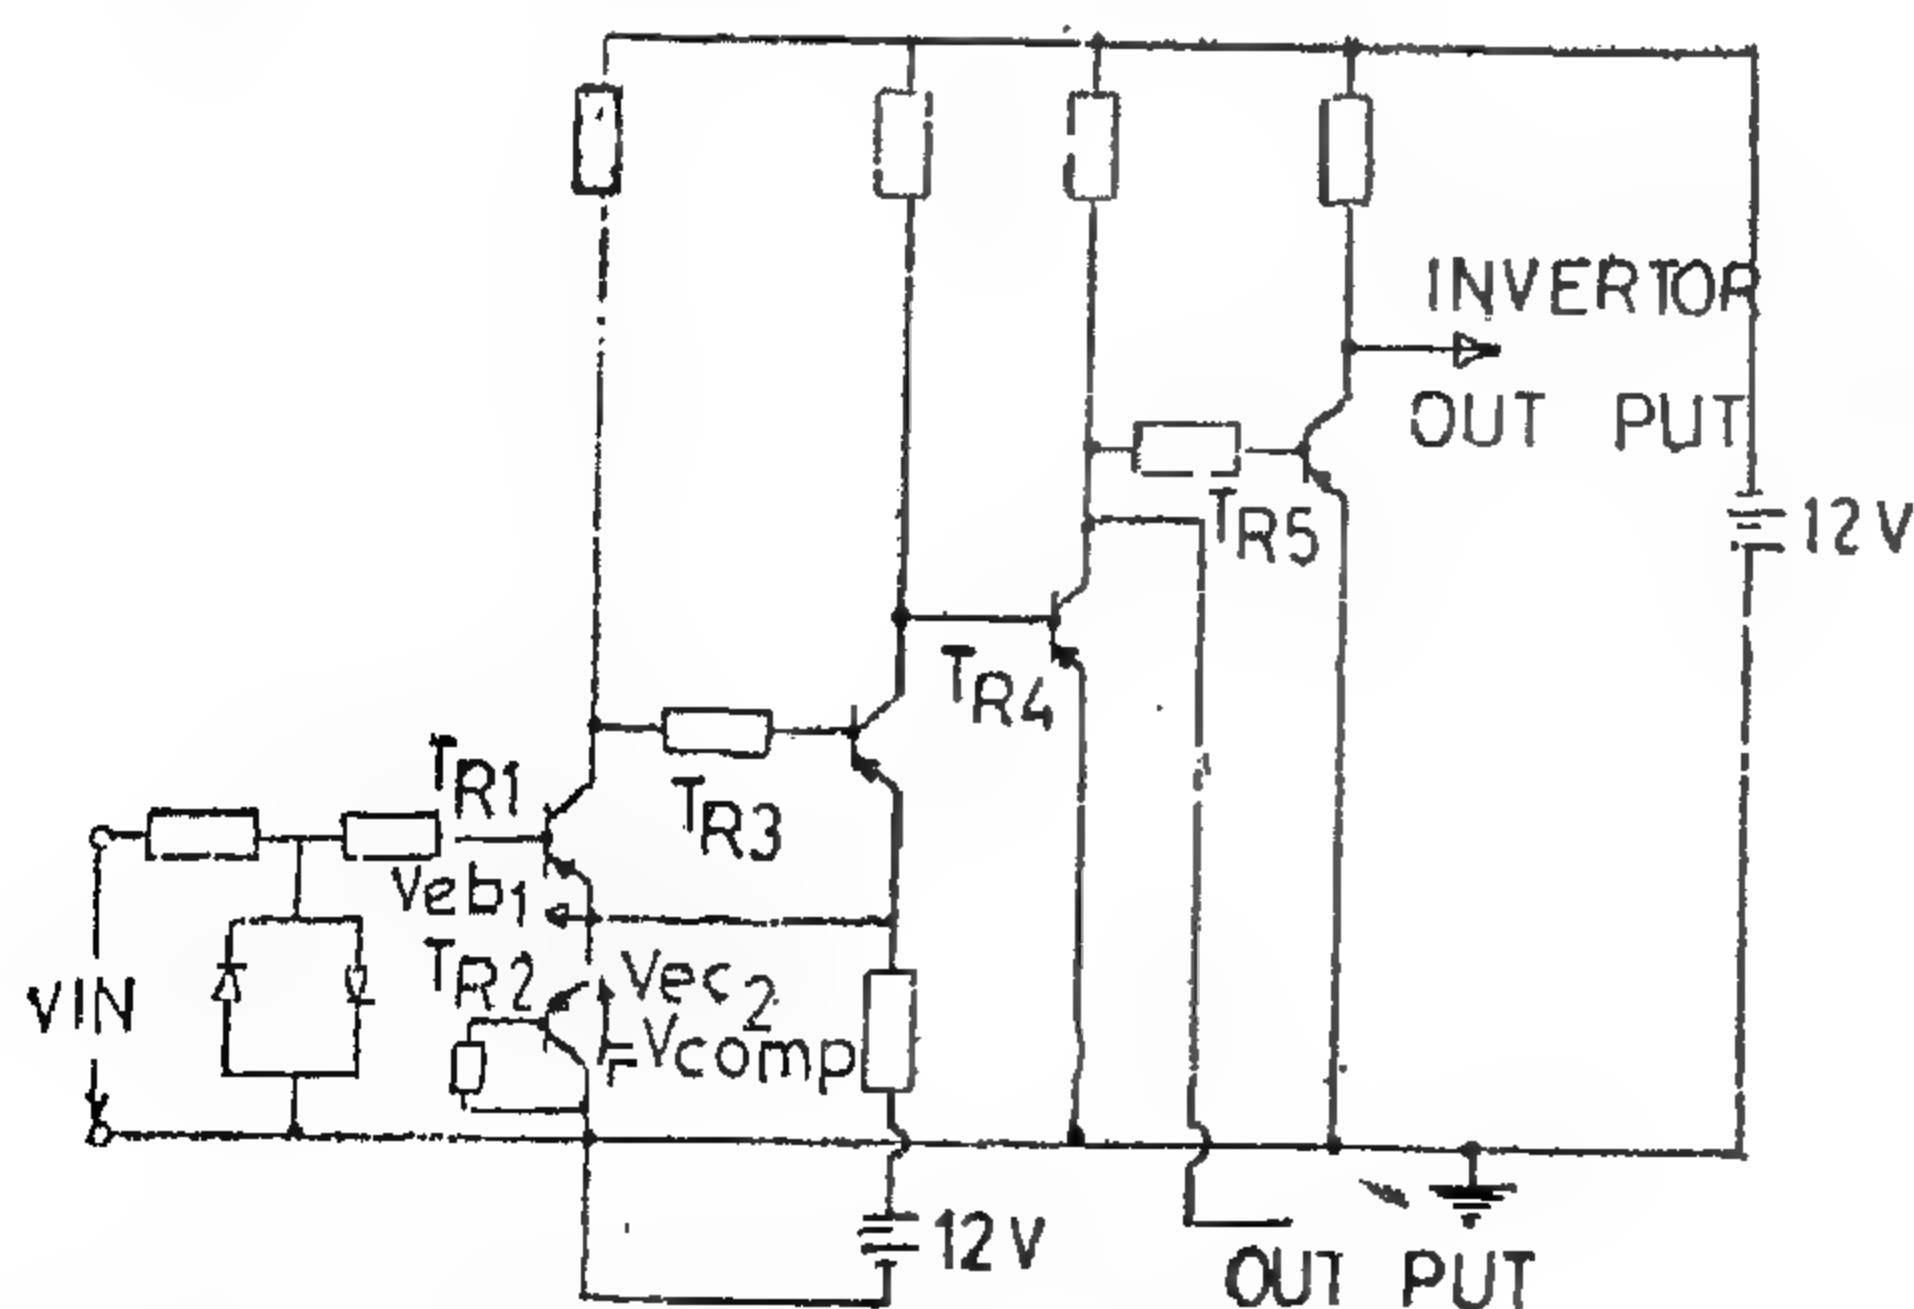 INVERTOR
OUT PUT
12V
TR5
TR4
TR1
TR3
Veb1
TR2
Vec2
=Vcomp
VIN
12V
OUT PUT